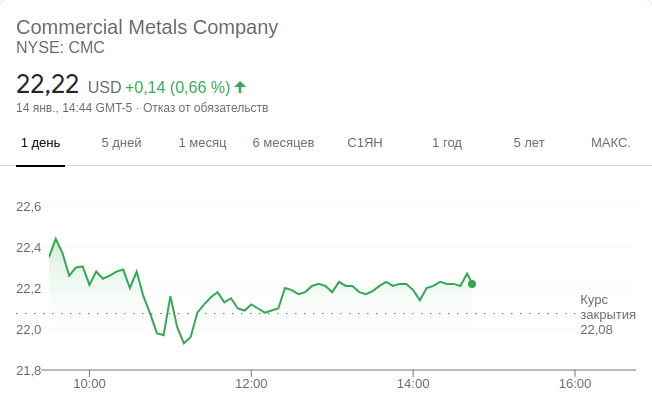 Commercial Metals Company
NYSE: CMC
22,22 USD +0,14 (0,66 %)
14 янв., 14:44 GMT-5 · Отказ от обязательств
1 день 5 дней 1 месяц 6 месяцев С1ЯН 1 год 5 лет МАКС.
22,6
22,4
22,2
Курс
закрытия
22,08
22,0
21,8
10:00 12:00 14:00 16:00